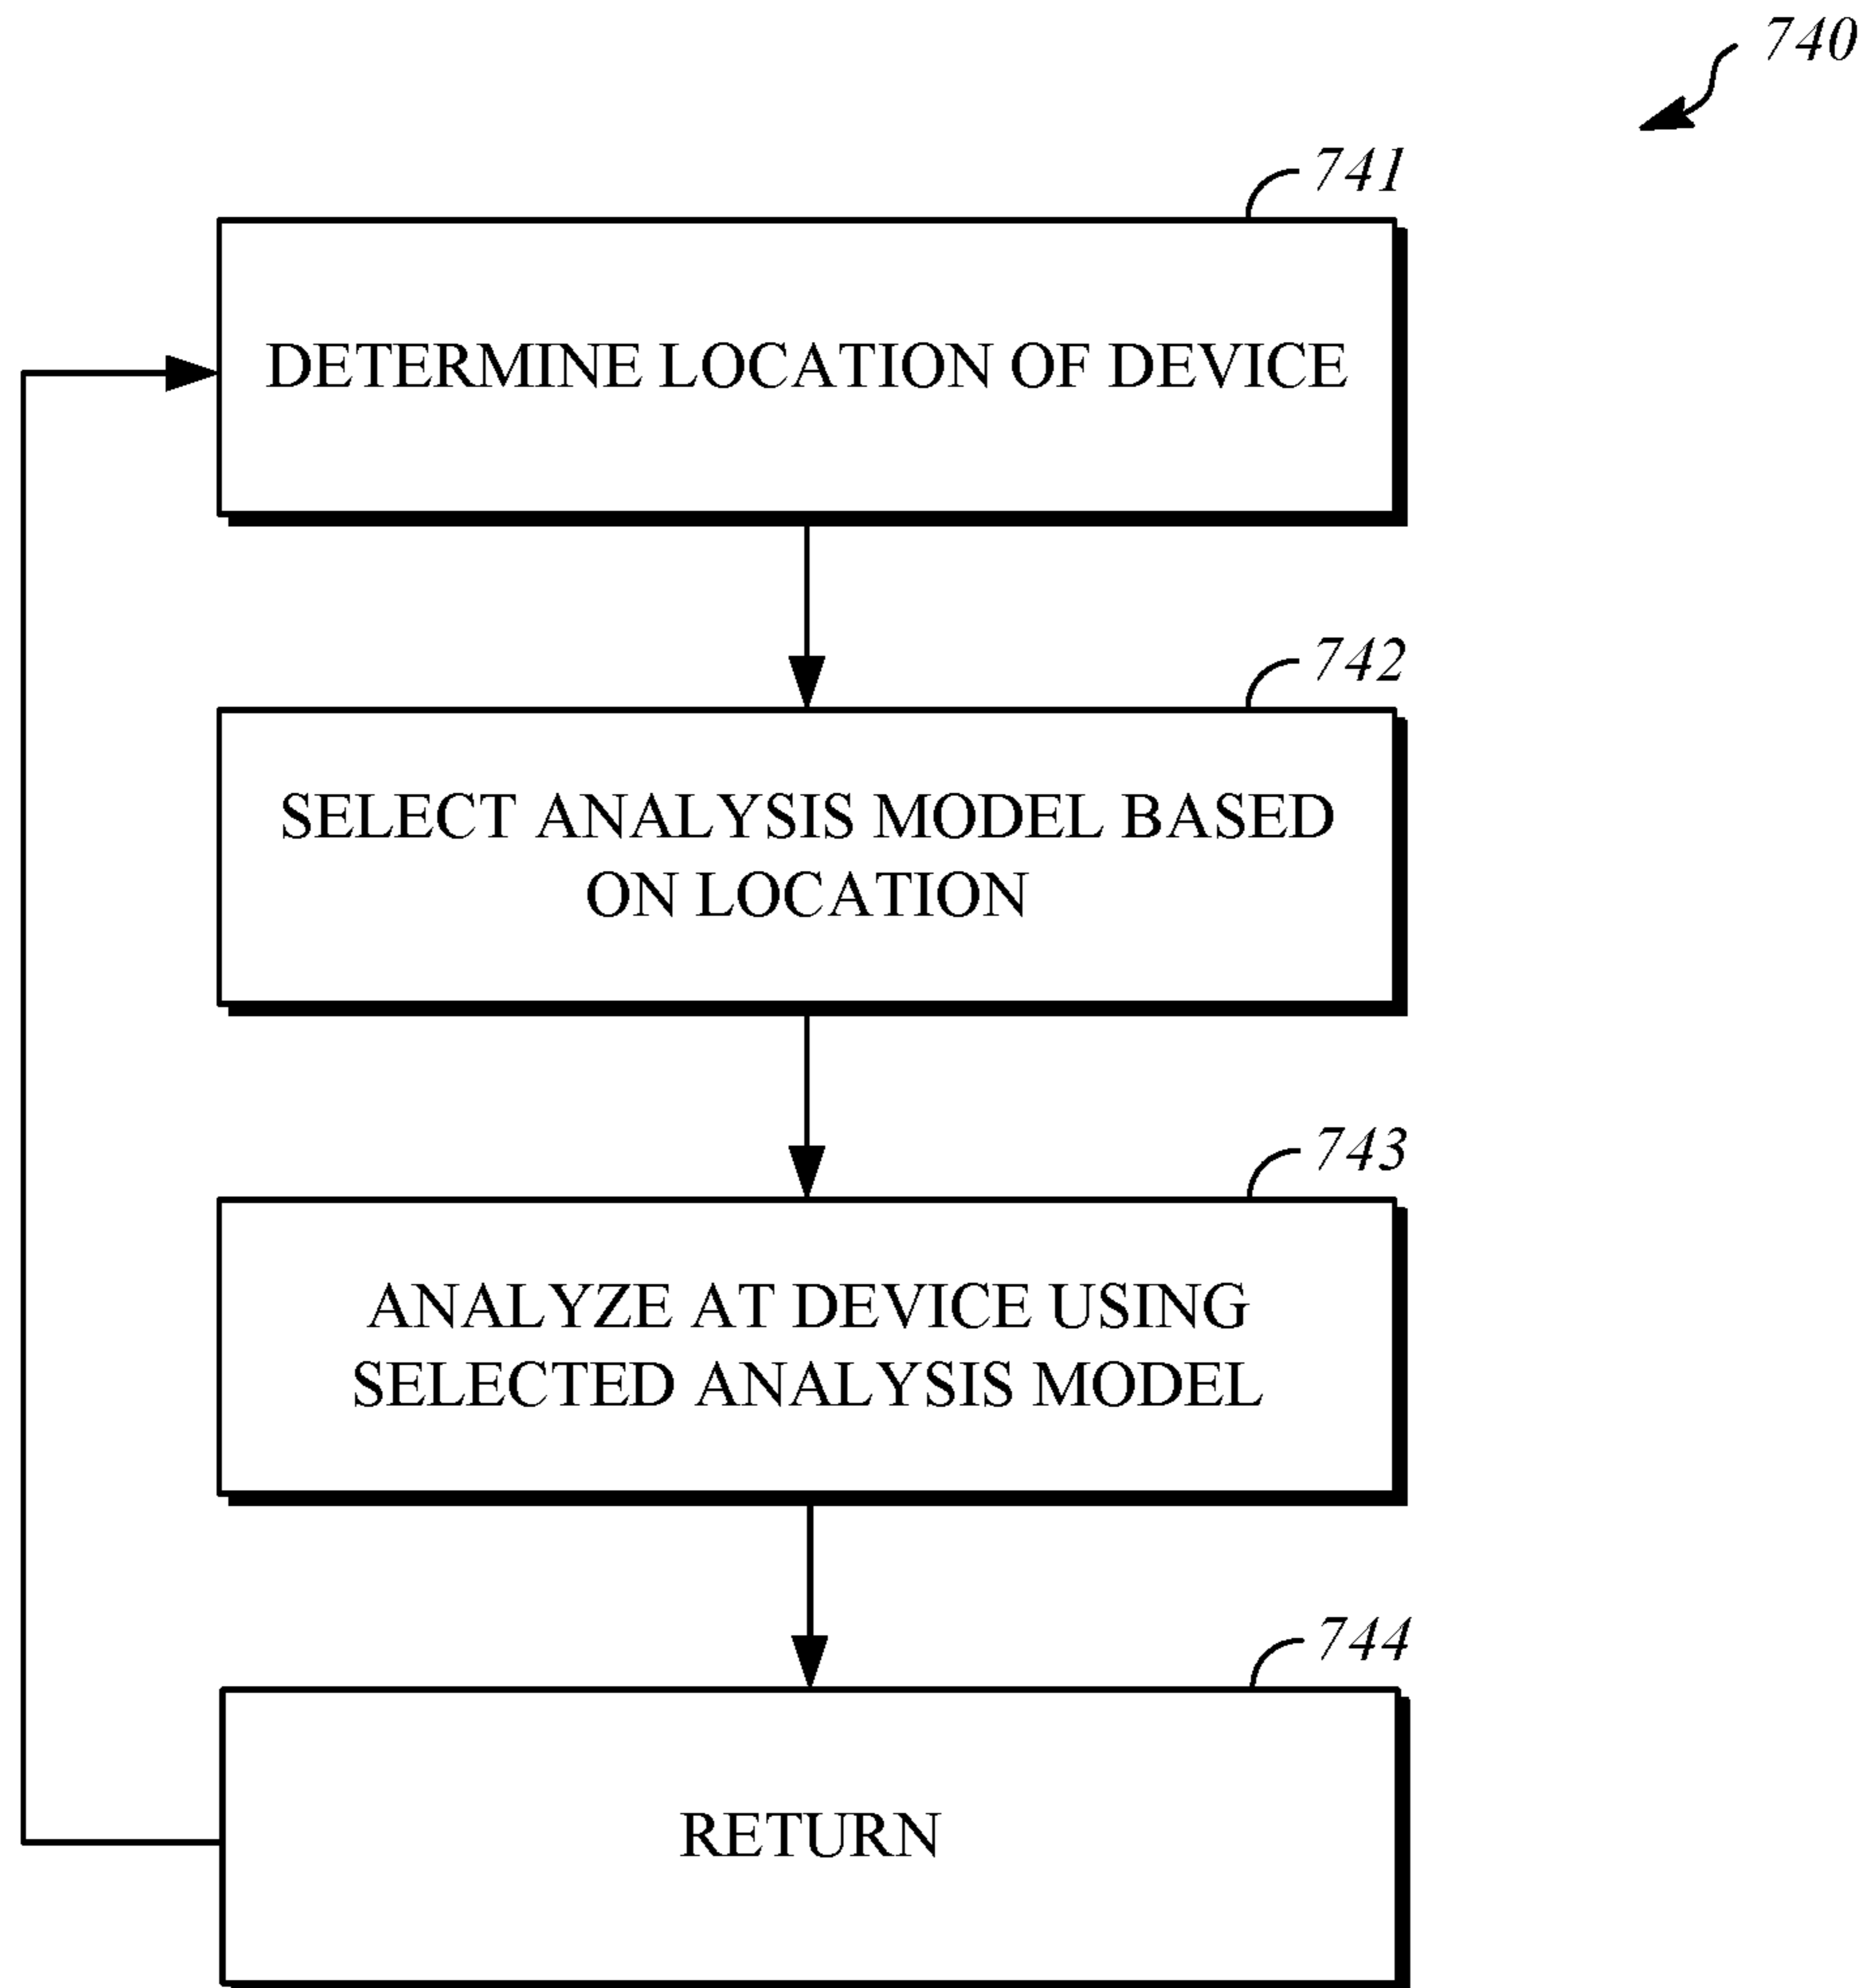 740
741
DETERMINE LOCATION OF DEVICE
742
SELECT ANALYSIS MODEL BASED
ON LOCATION
743
ANALYZE AT DEVICE USING
SELECTED ANALYSIS MODEL
744
RETURN